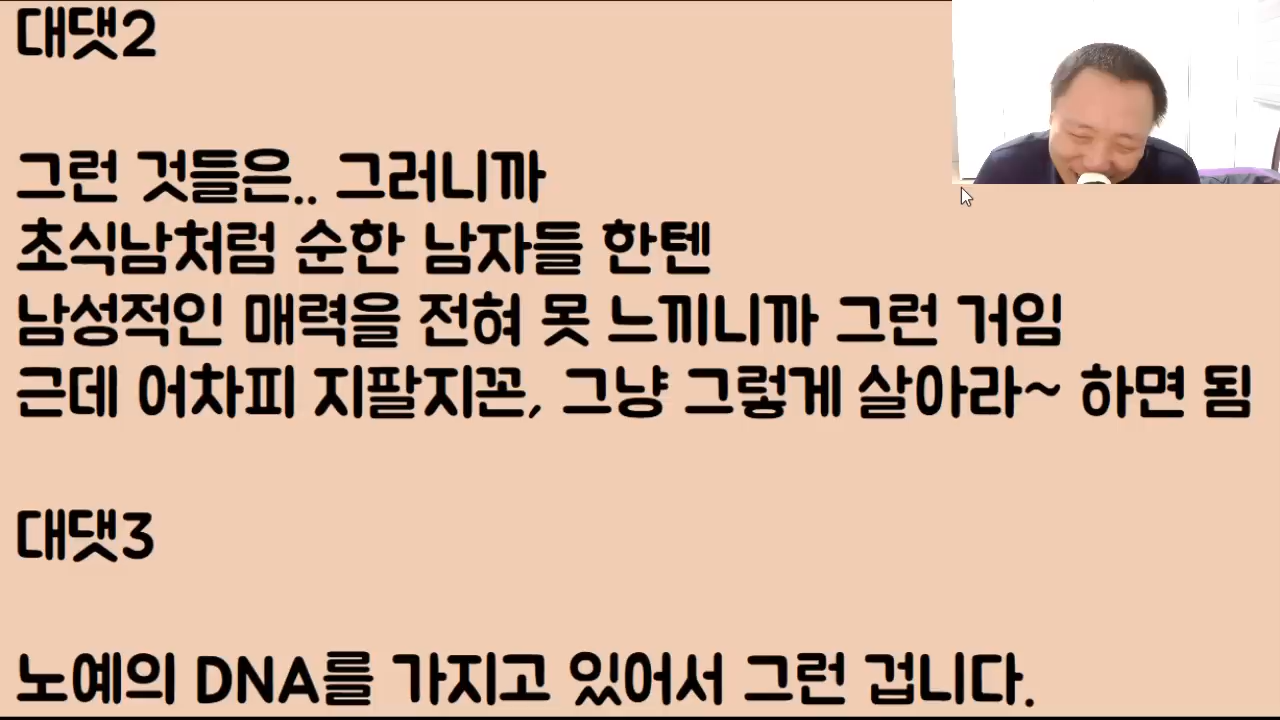 대댓2
그런 것들은.. 그러니까
초식남처럼 순한 남자들 한텐
남성적인 매력을 전혀 못 느끼니까 그런 거임
근데 어차피 지팔지꼰, 그냥 그렇게 살아라~ 하면 됨
대댓3
노예의 DNA를 가지고 있어서 그런 겁니다.